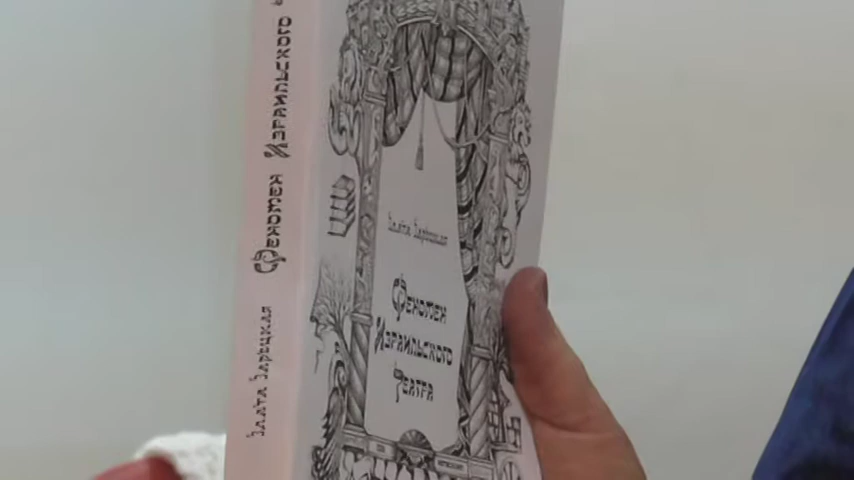 Злата Зарецкая
Феномен
Израильского
Театра
Злата Зарецкая Феномен Израильского